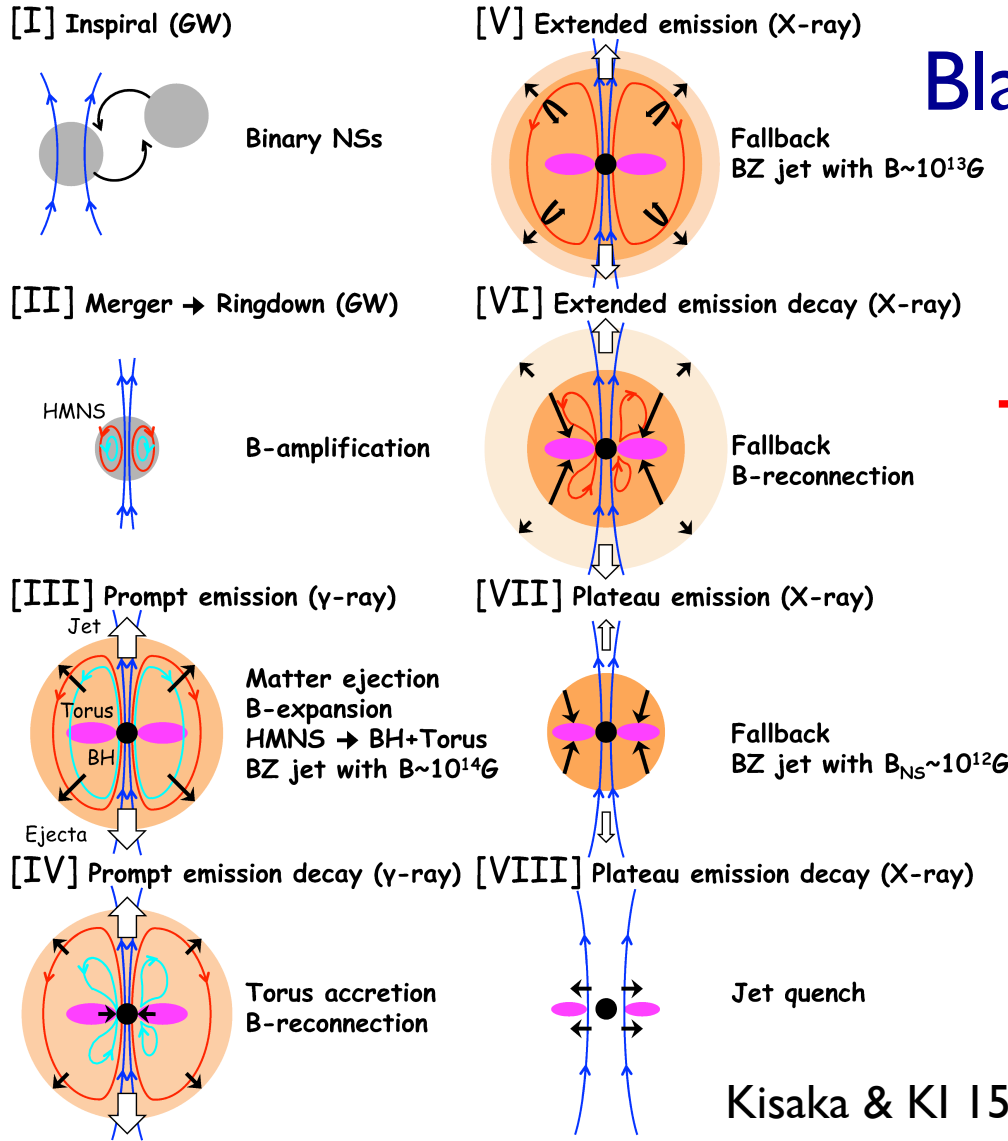 [I] Inspiral (GW)
Binary NSs
[II] Merger → Ringdown (GW)
HMNS
B-amplification
[III] Prompt emission (γ-ray)
Jet
Torus
BH
Ejecta
Matter ejection
B-expansion
HMNS → BH+Torus
BZ jet with B~10¹⁴G
[IV] Prompt emission decay (γ-ray)
Torus accretion
B-reconnection
[V] Extended emission (X-ray)
Fallback
BZ jet with B~10¹³G
[VI] Extended emission decay (X-ray)
Fallback
B-reconnection
[VII] Plateau emission (X-ray)
Fallback
BZ jet with B_NS~10¹²G
[VIII] Plateau emission decay (X-ray)
Jet quench
Kisaka & KI 15